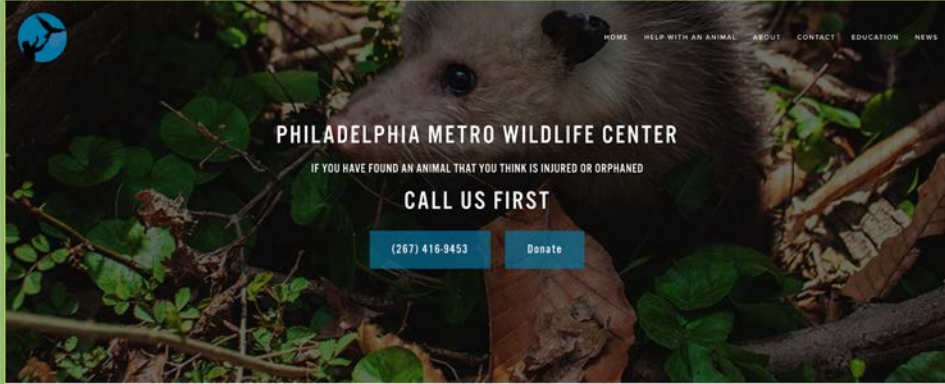 HOME HELP WITH AN ANIMAL ABOUT CONTACT EDUCATION NEWS
PHILADELPHIA METRO WILDLIFE CENTER
IF YOU HAVE FOUND AN ANIMAL THAT YOU THINK IS INJURED OR ORPHANED
CALL US FIRST
(267) 416-9453 Donate